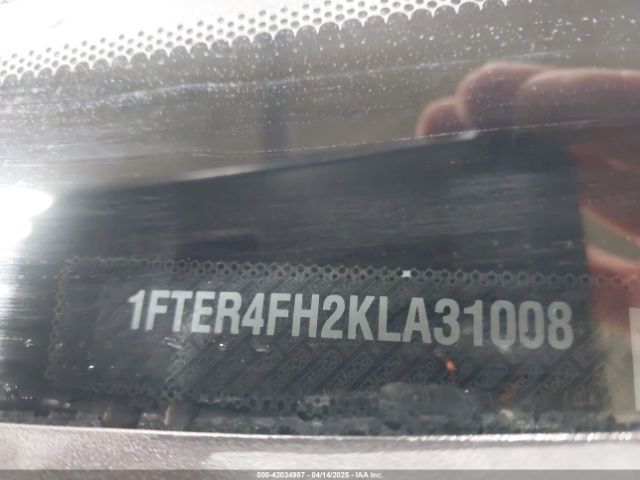 1FTER4FH2KLA31008
000-42034987 - 04/14/2025 - IAA Inc.